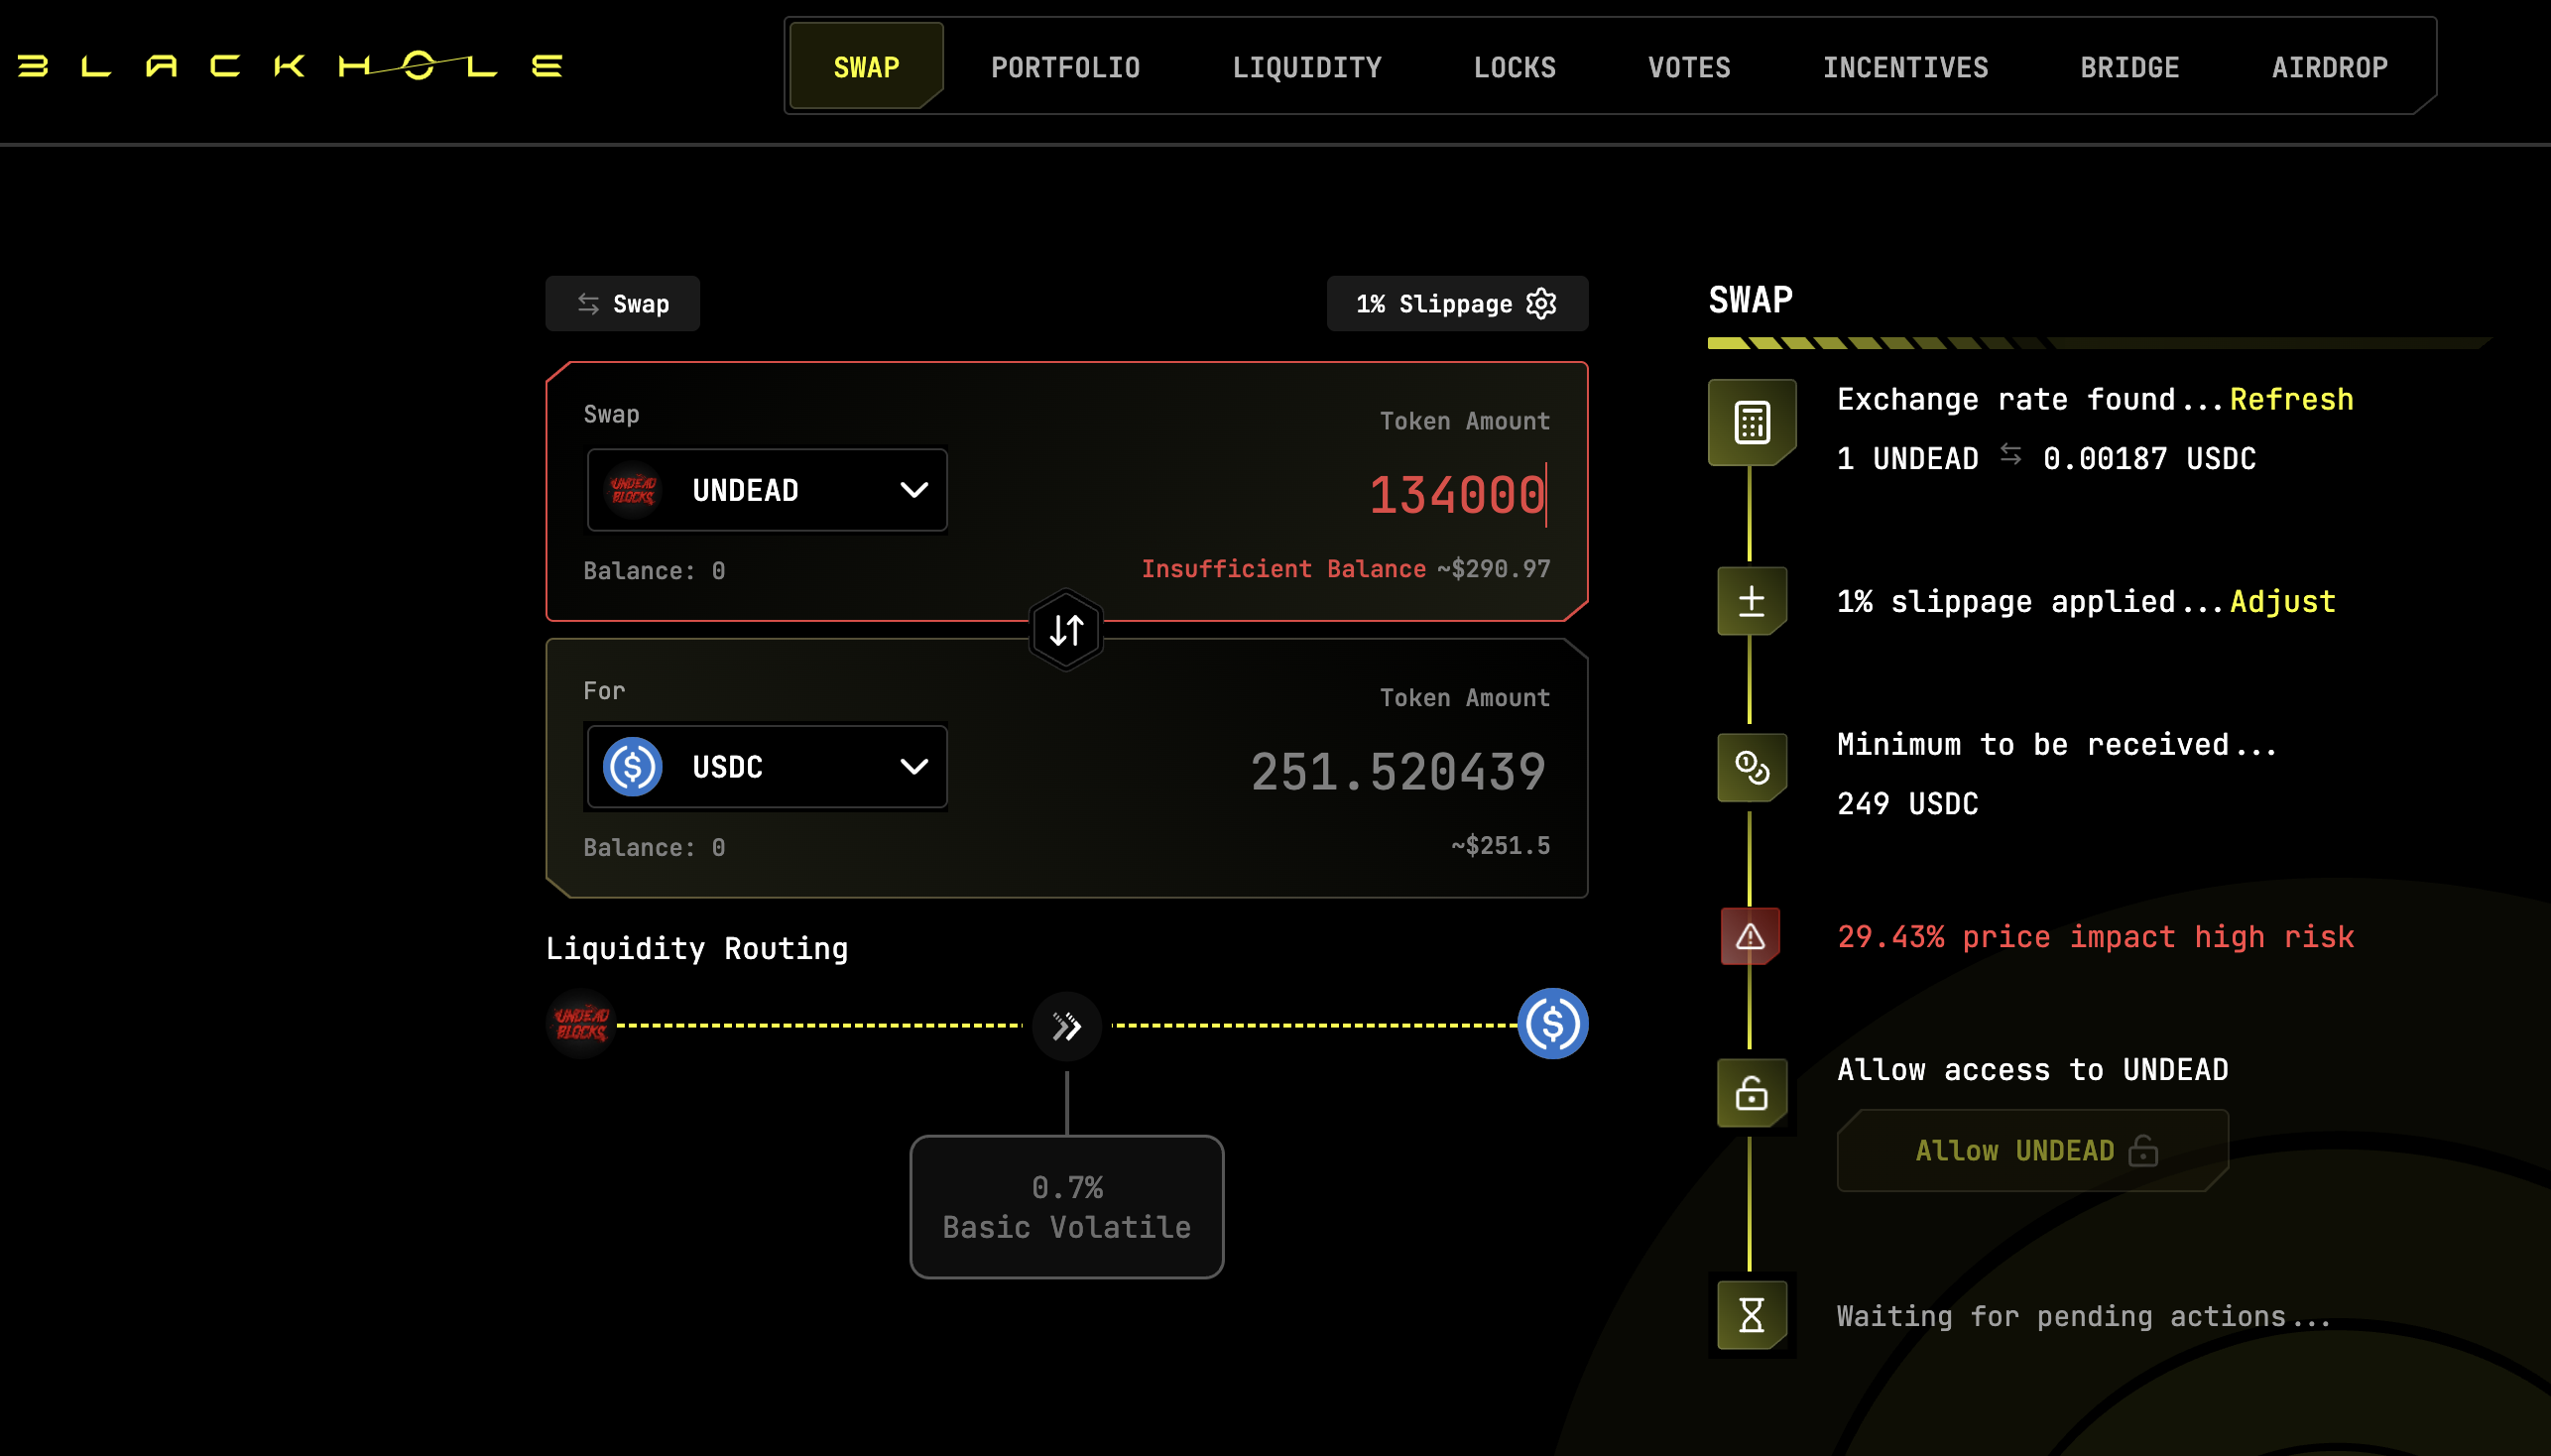 BLACKHOLE
SWAP
PORTFOLIO
LIQUIDITY
LOCKS
VOTES
INCENTIVES
BRIDGE
AIRDROP
Swap
1% Slippage
Swap
Token Amount
UNDEAD BLOCKS
UNDEAD
134000
Balance: 0
Insufficient Balance ~$290.97
For
Token Amount
USDC
251.520439
Balance: 0
~$251.5
Liquidity Routing
UNDEAD BLOCKS
0.7%
Basic Volatile
SWAP
Exchange rate found...Refresh
1 UNDEAD ⇆ 0.00187 USDC
1% slippage applied...Adjust
Minimum to be received...
249 USDC
29.43% price impact high risk
Allow access to UNDEAD
Allow UNDEAD
Waiting for pending actions...